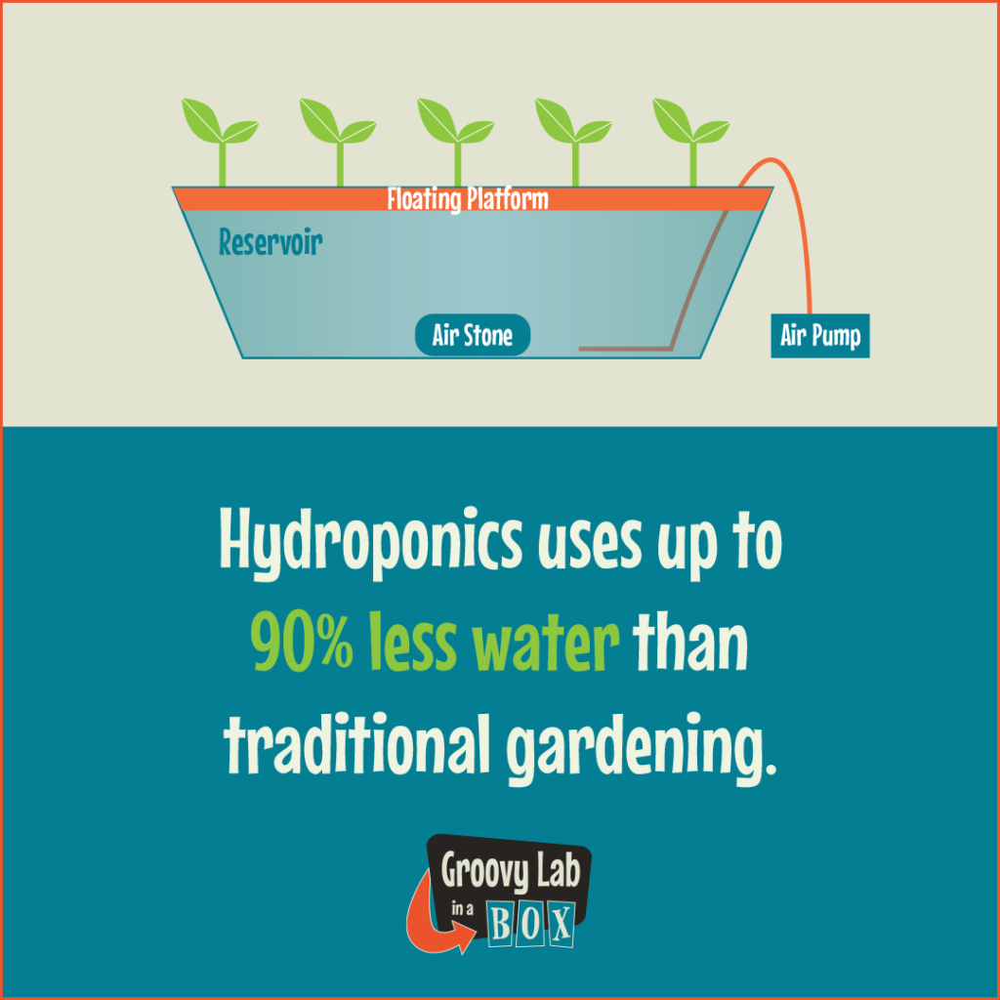 Floating Platform
Reservoir
Air Stone
Air Pump
Hydroponics uses up to
90% less water than
traditional gardening.
Groovy Lab
in a BOX